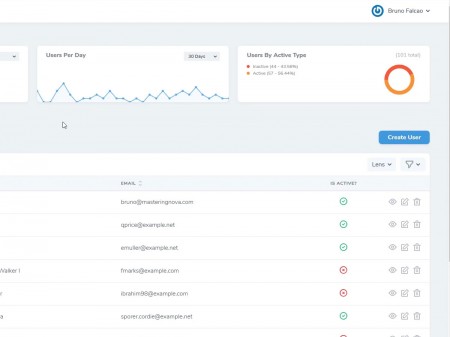 Bruno Falcao
Users Per Day
30 Days
Users By Active Type
(101 total)
Inactive (44 - 43.56%)
Active (57 - 56.44%)
Create User
Lens
EMAIL
IS ACTIVE?
bruno@masteringnova.com
qprice@example.net
emuller@example.net
Walker I
fmarks@example.com
r
ibrahim98@example.com
a
sporer.cordie@example.net